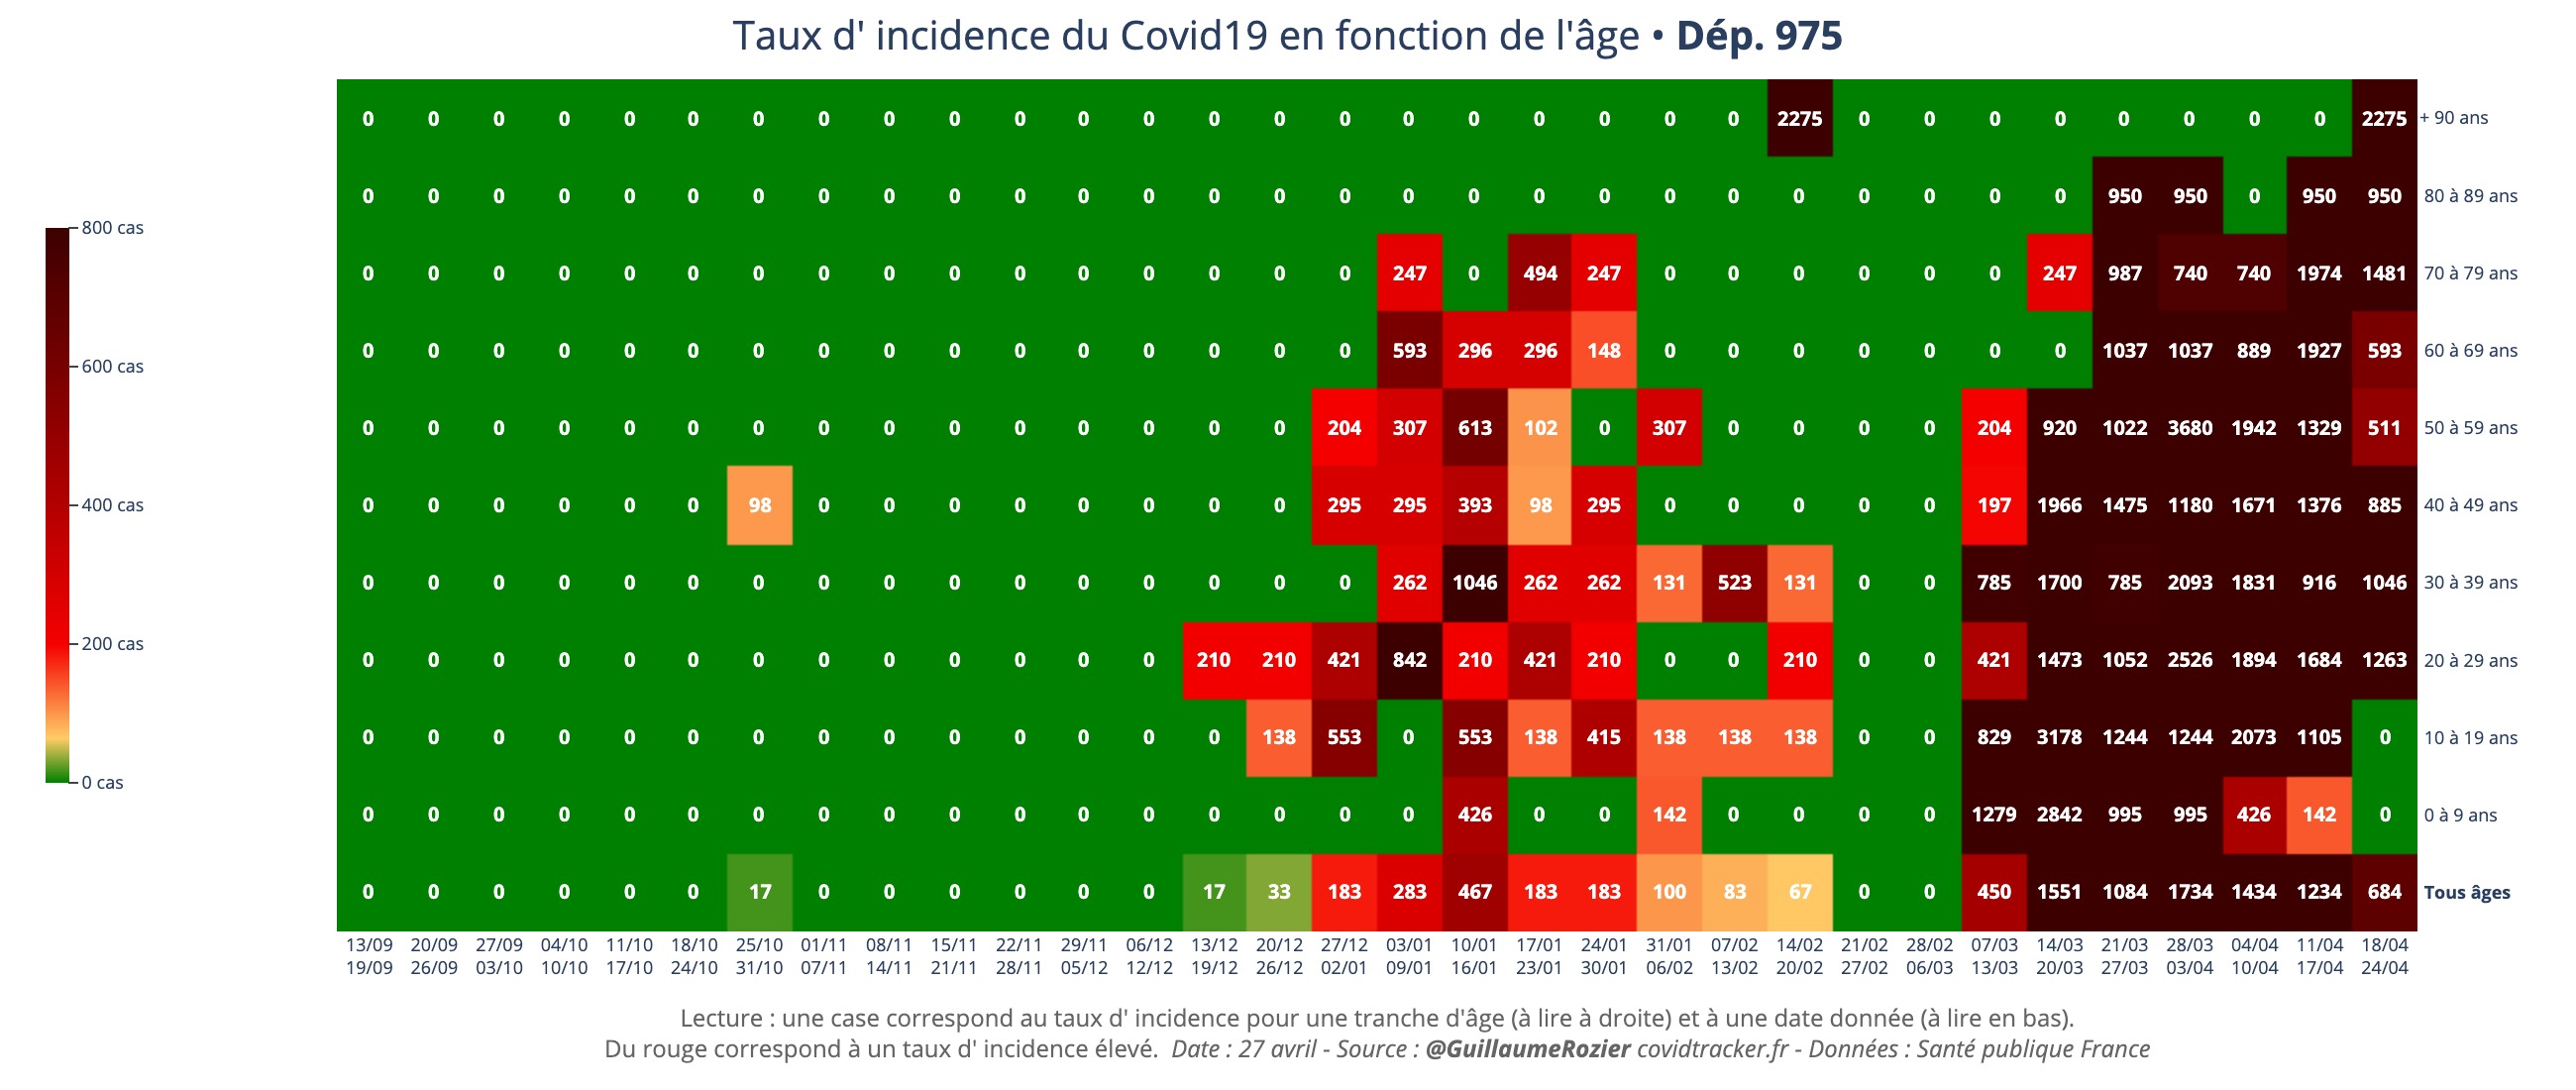 Taux d' incidence du Covid19 en fonction de l'âge • Dép. 975
0 0 0 0 0 0 0 0 0 0 0 0 0 0 0 0 0 0 0 0 0 0 2275 0 0 0 0 0 0 0 0 2275 + 90 ans
0 0 0 0 0 0 0 0 0 0 0 0 0 0 0 0 0 0 0 0 0 0 0 0 0 0 0 950 950 0 950 950 80 à 89 ans
800 cas
0 0 0 0 0 0 0 0 0 0 0 0 0 0 0 0 247 0 494 247 0 0 0 0 0 0 247 987 740 740 1974 1481 70 à 79 ans
0 0 0 0 0 0 0 0 0 0 0 0 0 0 0 0 593 296 296 148 0 0 0 0 0 0 0 1037 1037 889 1927 593 60 à 69 ans
600 cas
0 0 0 0 0 0 0 0 0 0 0 0 0 0 0 204 307 613 102 0 307 0 0 0 0 204 920 1022 3680 1942 1329 511 50 à 59 ans
400 cas
0 0 0 0 0 0 98 0 0 0 0 0 0 0 0 295 295 393 98 295 0 0 0 0 0 197 1966 1475 1180 1671 1376 885 40 à 49 ans
0 0 0 0 0 0 0 0 0 0 0 0 0 0 0 0 262 1046 262 262 131 523 131 0 0 785 1700 785 2093 1831 916 1046 30 à 39 ans
200 cas
0 0 0 0 0 0 0 0 0 0 0 0 0 210 210 421 842 210 421 210 0 0 210 0 0 421 1473 1052 2526 1894 1684 1263 20 à 29 ans
0 0 0 0 0 0 0 0 0 0 0 0 0 0 138 553 0 553 138 415 138 138 138 0 0 829 3178 1244 1244 2073 1105 0 10 à 19 ans
0 cas
0 0 0 0 0 0 0 0 0 0 0 0 0 0 0 0 0 426 0 0 142 0 0 0 0 1279 2842 995 995 426 142 0 0 à 9 ans
0 0 0 0 0 0 17 0 0 0 0 0 0 17 33 183 283 467 183 183 100 83 67 0 0 450 1551 1084 1734 1434 1234 684 Tous âges
13/09 20/09 27/09 04/10 11/10 18/10 25/10 01/11 08/11 15/11 22/11 29/11 06/12 13/12 20/12 27/12 03/01 10/01 17/01 24/01 31/01 07/02 14/02 21/02 28/02 07/03 14/03 21/03 28/03 04/04 11/04 18/04
19/09 26/09 03/10 10/10 17/10 24/10 31/10 07/11 14/11 21/11 28/11 05/12 12/12 19/12 26/12 02/01 09/01 16/01 23/01 30/01 06/02 13/02 20/02 27/02 06/03 13/03 20/03 27/03 03/04 10/04 17/04 24/04
Lecture : une case correspond au taux d' incidence pour une tranche d'âge (à lire à droite) et à une date donnée (à lire en bas).
Du rouge correspond à un taux d' incidence élevé. Date : 27 avril - Source : @GuillaumeRozier covidtracker.fr - Données : Santé publique France